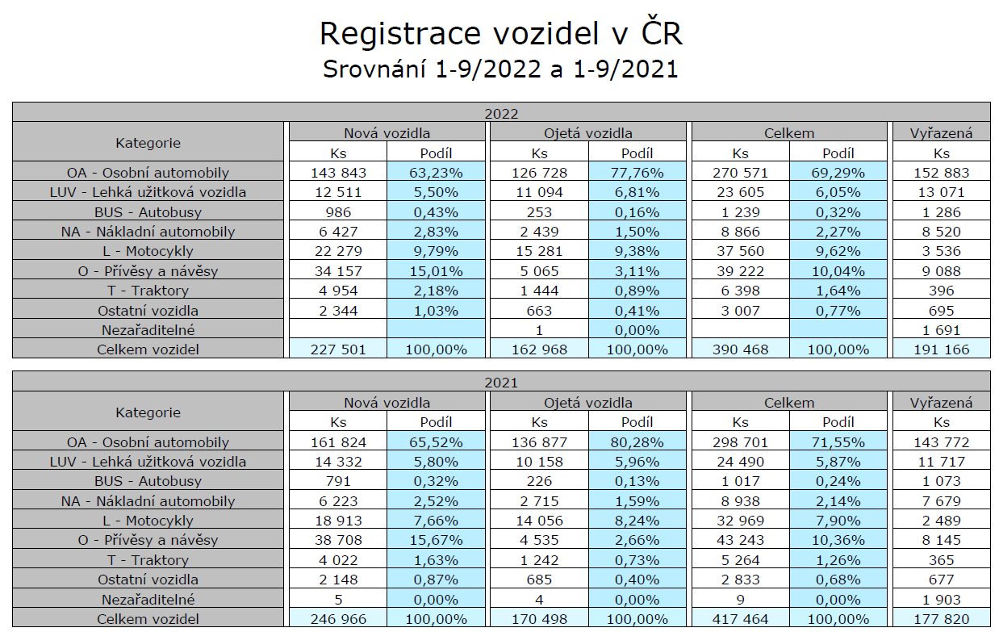 Registrace vozidel v ČR
Srovnání 1-9/2022 a 1-9/2021
2022
Kategorie Nová vozidla Ojetá vozidla Celkem Vyřazená
Ks Podíl Ks Podíl Ks Podíl Ks
OA - Osobní automobily 143 843 63,23% 126 728 77,76% 270 571 69,29% 152 883
LUV - Lehká užitková vozidla 12 511 5,50% 11 094 6,81% 23 605 6,05% 13 071
BUS - Autobusy 986 0,43% 253 0,16% 1 239 0,32% 1 286
NA - Nákladní automobily 6 427 2,83% 2 439 1,50% 8 866 2,27% 8 520
L - Motocykly 22 279 9,79% 15 281 9,38% 37 560 9,62% 3 536
O - Přívěsy a návěsy 34 157 15,01% 5 065 3,11% 39 222 10,04% 9 088
T - Traktory 4 954 2,18% 1 444 0,89% 6 398 1,64% 396
Ostatní vozidla 2 344 1,03% 663 0,41% 3 007 0,77% 695
Nezařaditelné 1 0,00% 1 691
Celkem vozidel 227 501 100,00% 162 968 100,00% 390 468 100,00% 191 166
2021
Kategorie Nová vozidla Ojetá vozidla Celkem Vyřazená
Ks Podíl Ks Podíl Ks Podíl Ks
OA - Osobní automobily 161 824 65,52% 136 877 80,28% 298 701 71,55% 143 772
LUV - Lehká užitková vozidla 14 332 5,80% 10 158 5,96% 24 490 5,87% 11 717
BUS - Autobusy 791 0,32% 226 0,13% 1 017 0,24% 1 073
NA - Nákladní automobily 6 223 2,52% 2 715 1,59% 8 938 2,14% 7 679
L - Motocykly 18 913 7,66% 14 056 8,24% 32 969 7,90% 2 489
O - Přívěsy a návěsy 38 708 15,67% 4 535 2,66% 43 243 10,36% 8 145
T - Traktory 4 022 1,63% 1 242 0,73% 5 264 1,26% 365
Ostatní vozidla 2 148 0,87% 685 0,40% 2 833 0,68% 677
Nezařaditelné 5 0,00% 4 0,00% 9 0,00% 1 903
Celkem vozidel 246 966 100,00% 170 498 100,00% 417 464 100,00% 177 820